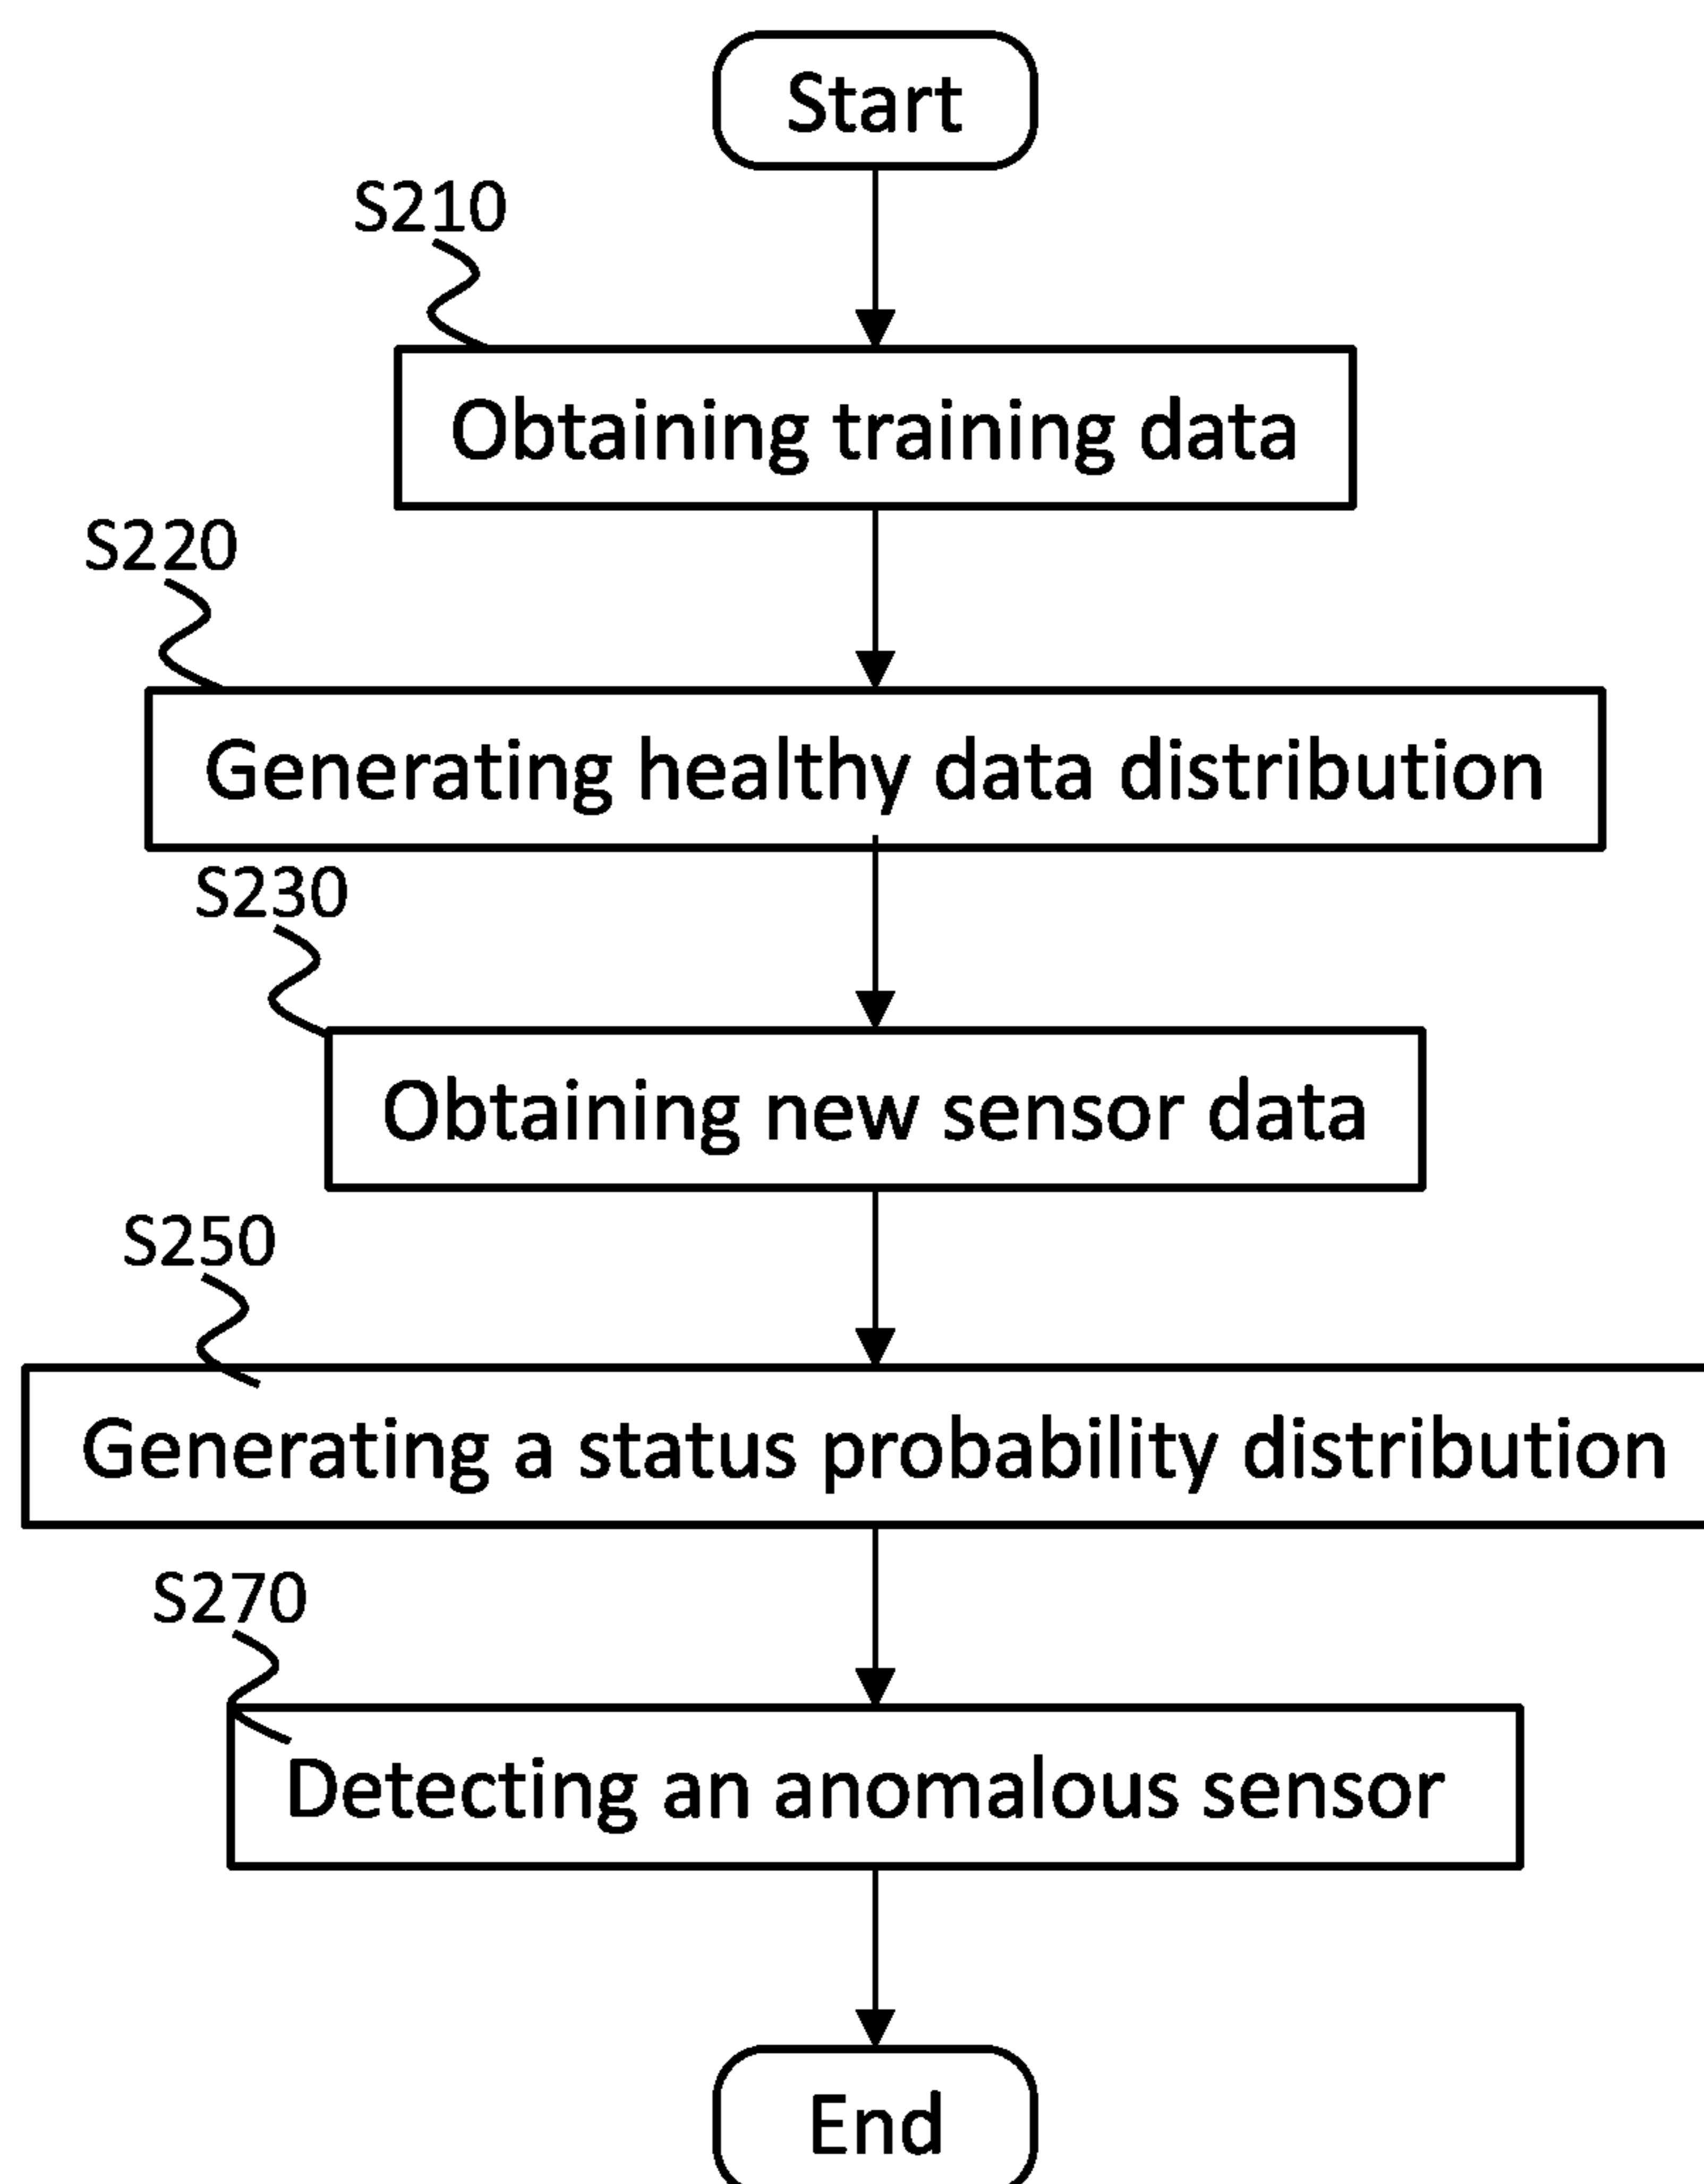 Start
S210
Obtaining training data
S220
Generating healthy data distribution
S230
Obtaining new sensor data
S250
Generating a status probability distribution
S270
Detecting an anomalous sensor
End